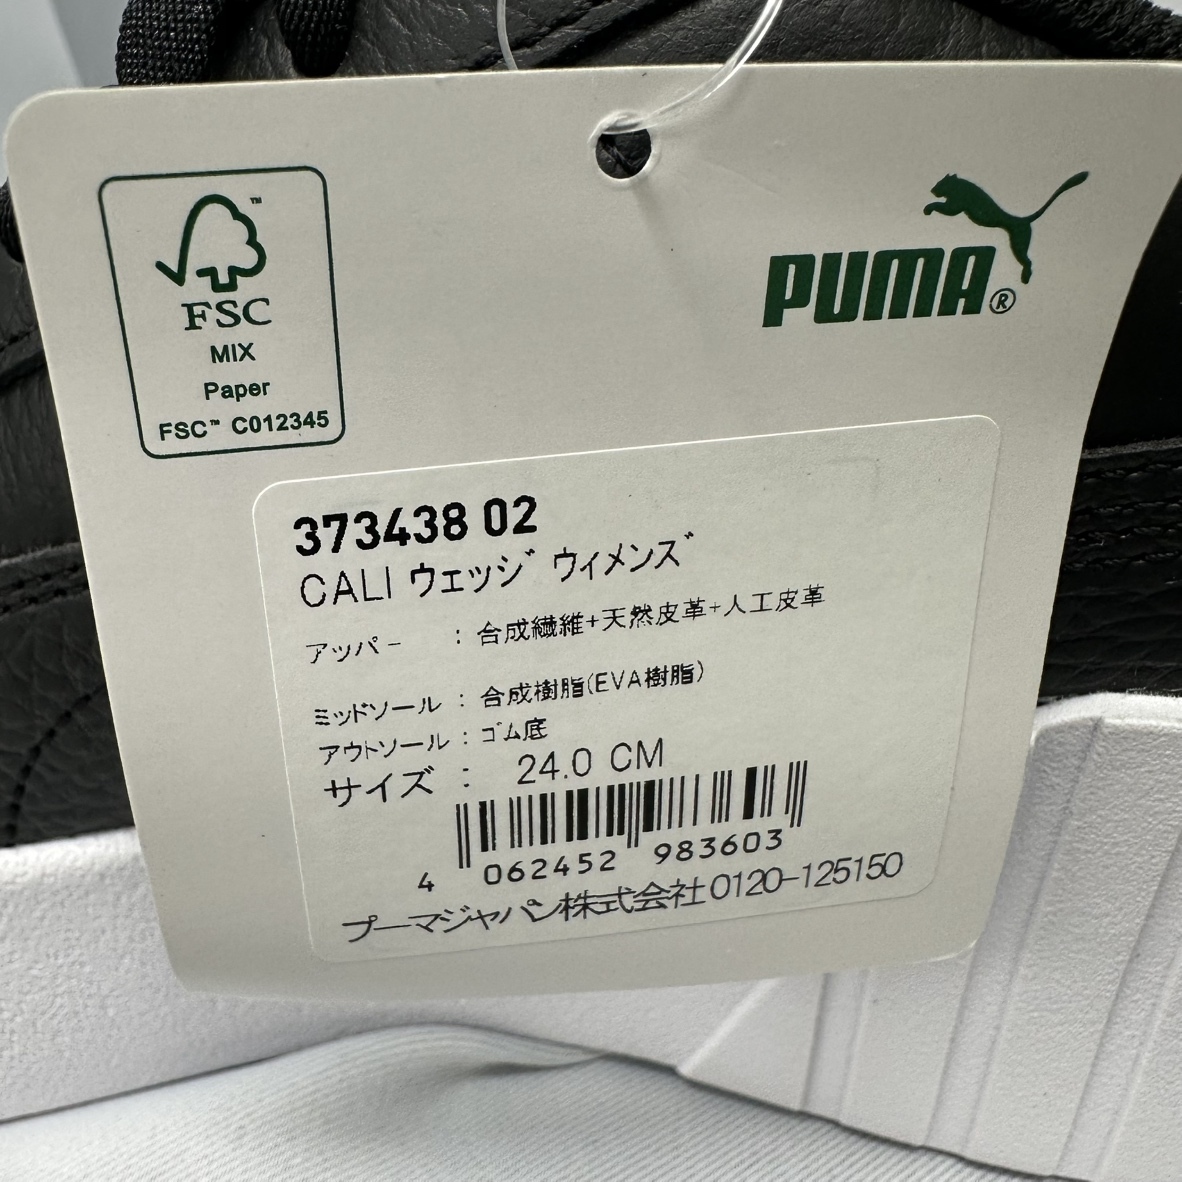 FSC
MIX
Paper
FSC™ C012345
PUMA®
373438 02
CALI ウェッジ ウィメンズ
アッパー : 合成繊維+天然皮革+人工皮革
ミッドソール : 合成樹脂(EVA樹脂)
アウトソール : ゴム底
サイズ : 24.0 CM
4 062452 983603
プーマジャパン株式会社 0120-125150